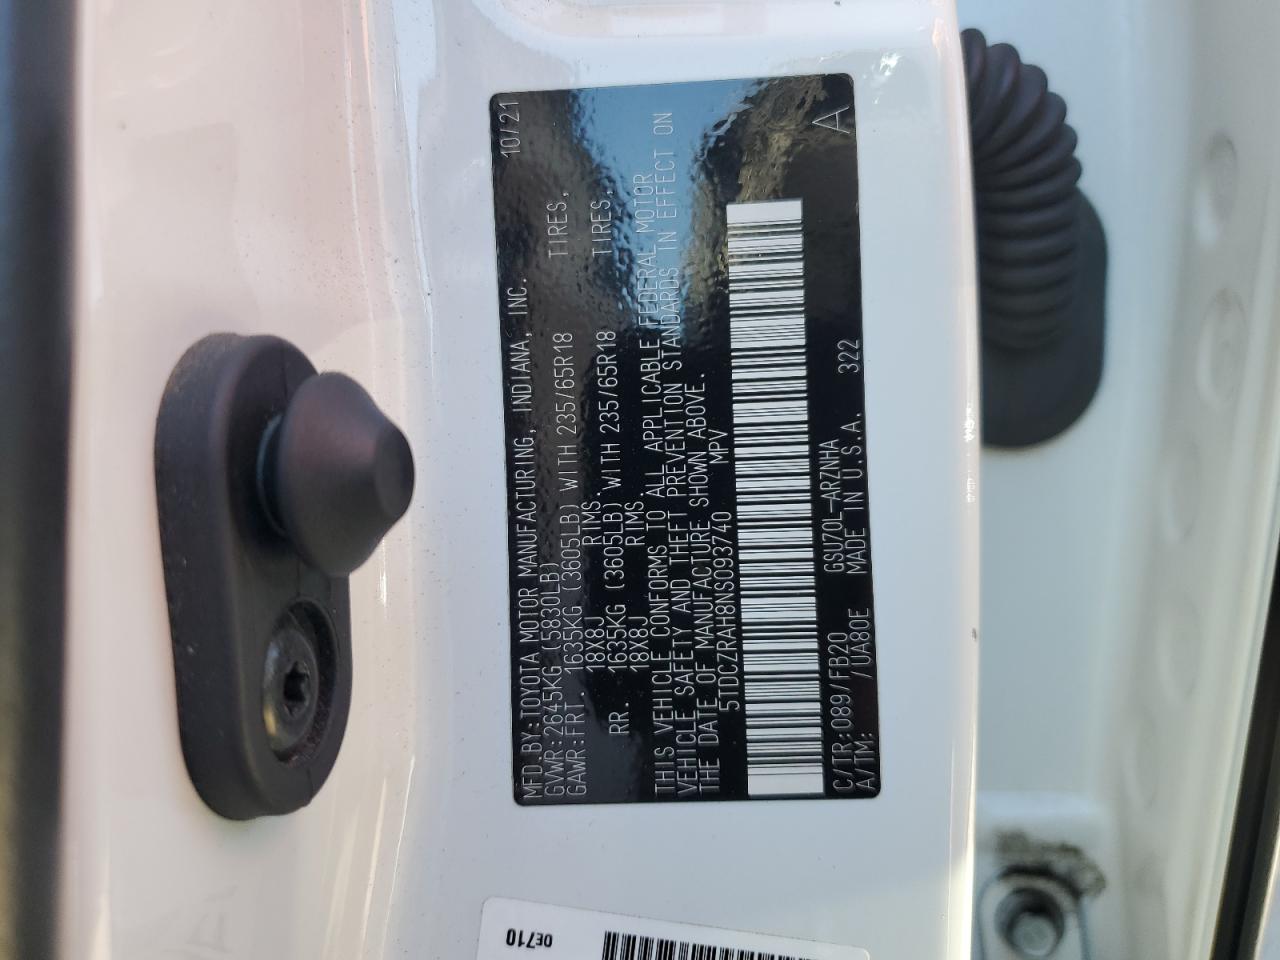 MFD.BY:TOYOTA MOTOR MANUFACTURING, INDIANA, INC. 10/21
GVWR:2645KG (5830LB)
GAWR:FRT. 1635KG (3605LB) WITH 235/65R18 TIRES,
18X8J RIMS.
RR. 1635KG (3605LB) WITH 235/65R18 TIRES,
18X8J RIMS.
THIS VEHICLE CONFORMS TO ALL APPLICABLE FEDERAL MOTOR
VEHICLE SAFETY AND THEFT PREVENTION STANDARDS IN EFFECT ON
THE DATE OF MANUFACTURE SHOWN ABOVE.
5TDCZRAH8NS093740 MPV
C/TR:089/FB20 GSU70L-ARZNHA A
A/TM: /UA80E MADE IN U.S.A. 322
0E710